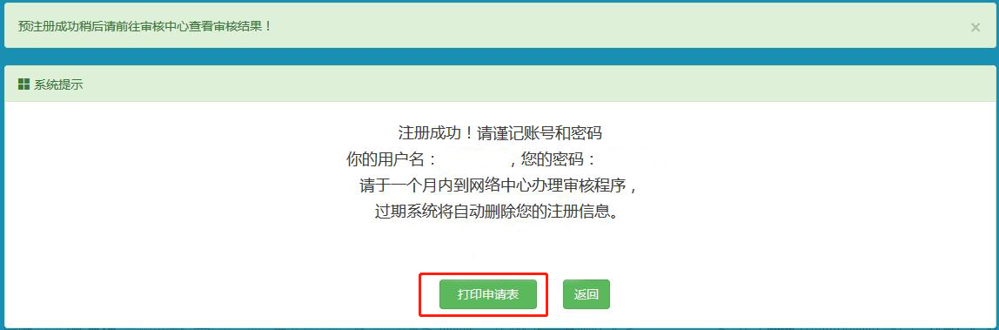 预注册成功稍后请前往审核中心查看审核结果！
×
系统提示
注册成功！请谨记账号和密码
你的用户名： ，您的密码：
请于一个月内到网络中心办理审核程序，
过期系统将自动删除您的注册信息。
打印申请表 返回